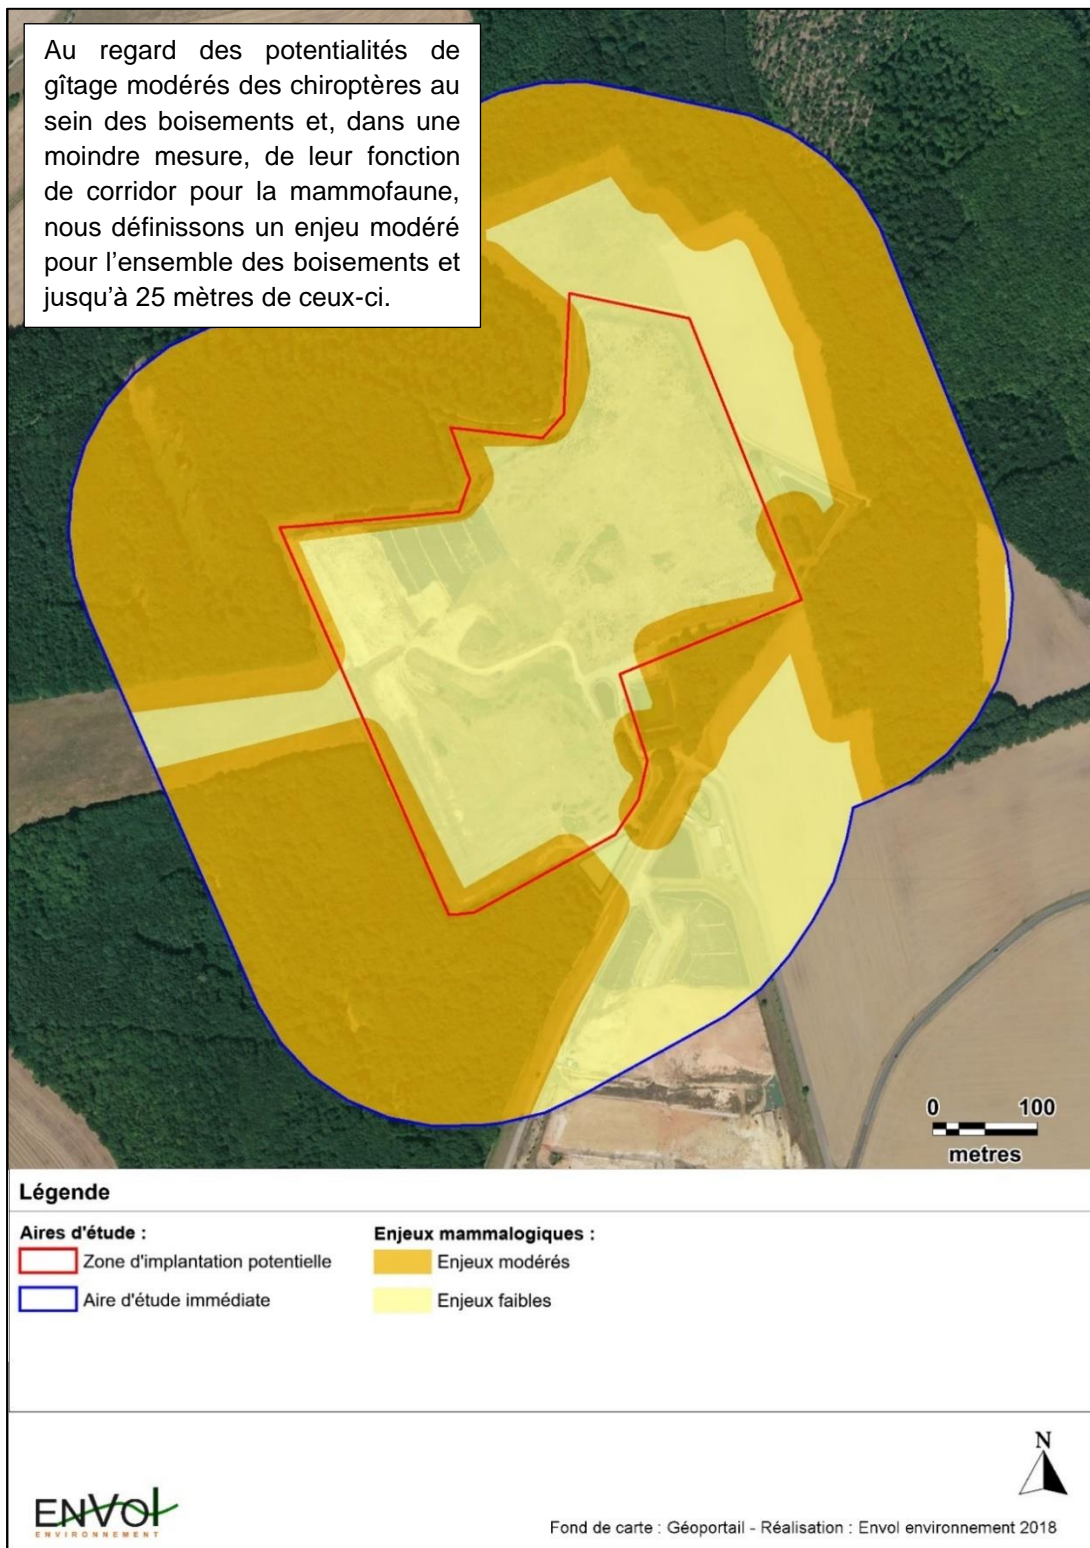 Au regard des potentialités de
gîtage modérés des chiroptères au
sein des boisements et, dans une
moindre mesure, de leur fonction
de corridor pour la mammofaune,
nous définissons un enjeu modéré
pour l'ensemble des boisements et
jusqu'à 25 mètres de ceux-ci.
0 100
metres
Légende
Aires d'étude :
Zone d'implantation potentielle
Aire d'étude immédiate
Enjeux mammalogiques :
Enjeux modérés
Enjeux faibles
N
ENVOl
ENVIRONNEMENT
Fond de carte : Géoportail - Réalisation : Envol environnement 2018